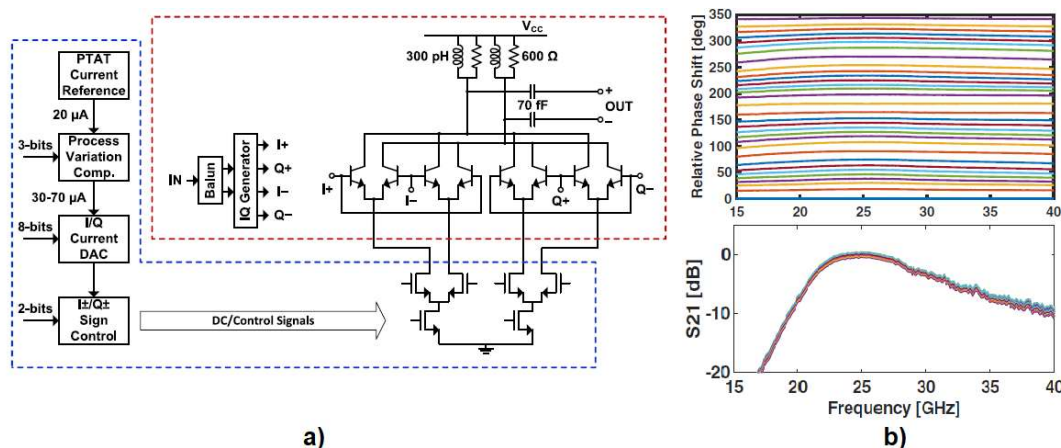 PTAT
Current
Reference
20 µA
3-bits
Process
Variation
Comp.
30-70 µA
8-bits
I/Q
Current
DAC
2-bits
I±/Q±
Sign
Control
DC/Control Signals
IN
Balun
IQ Generator
I+
Q+
I−
Q−
VCC
300 pH
600 Ω
70 fF
+
OUT
−
I+
I−
Q+
Q−
a)
b)
Relative Phase Shift [deg]
350
300
250
200
150
100
50
0
15 20 25 30 35 40
S21 [dB]
0
-10
-20
15 20 25 30 35 40
Frequency [GHz]